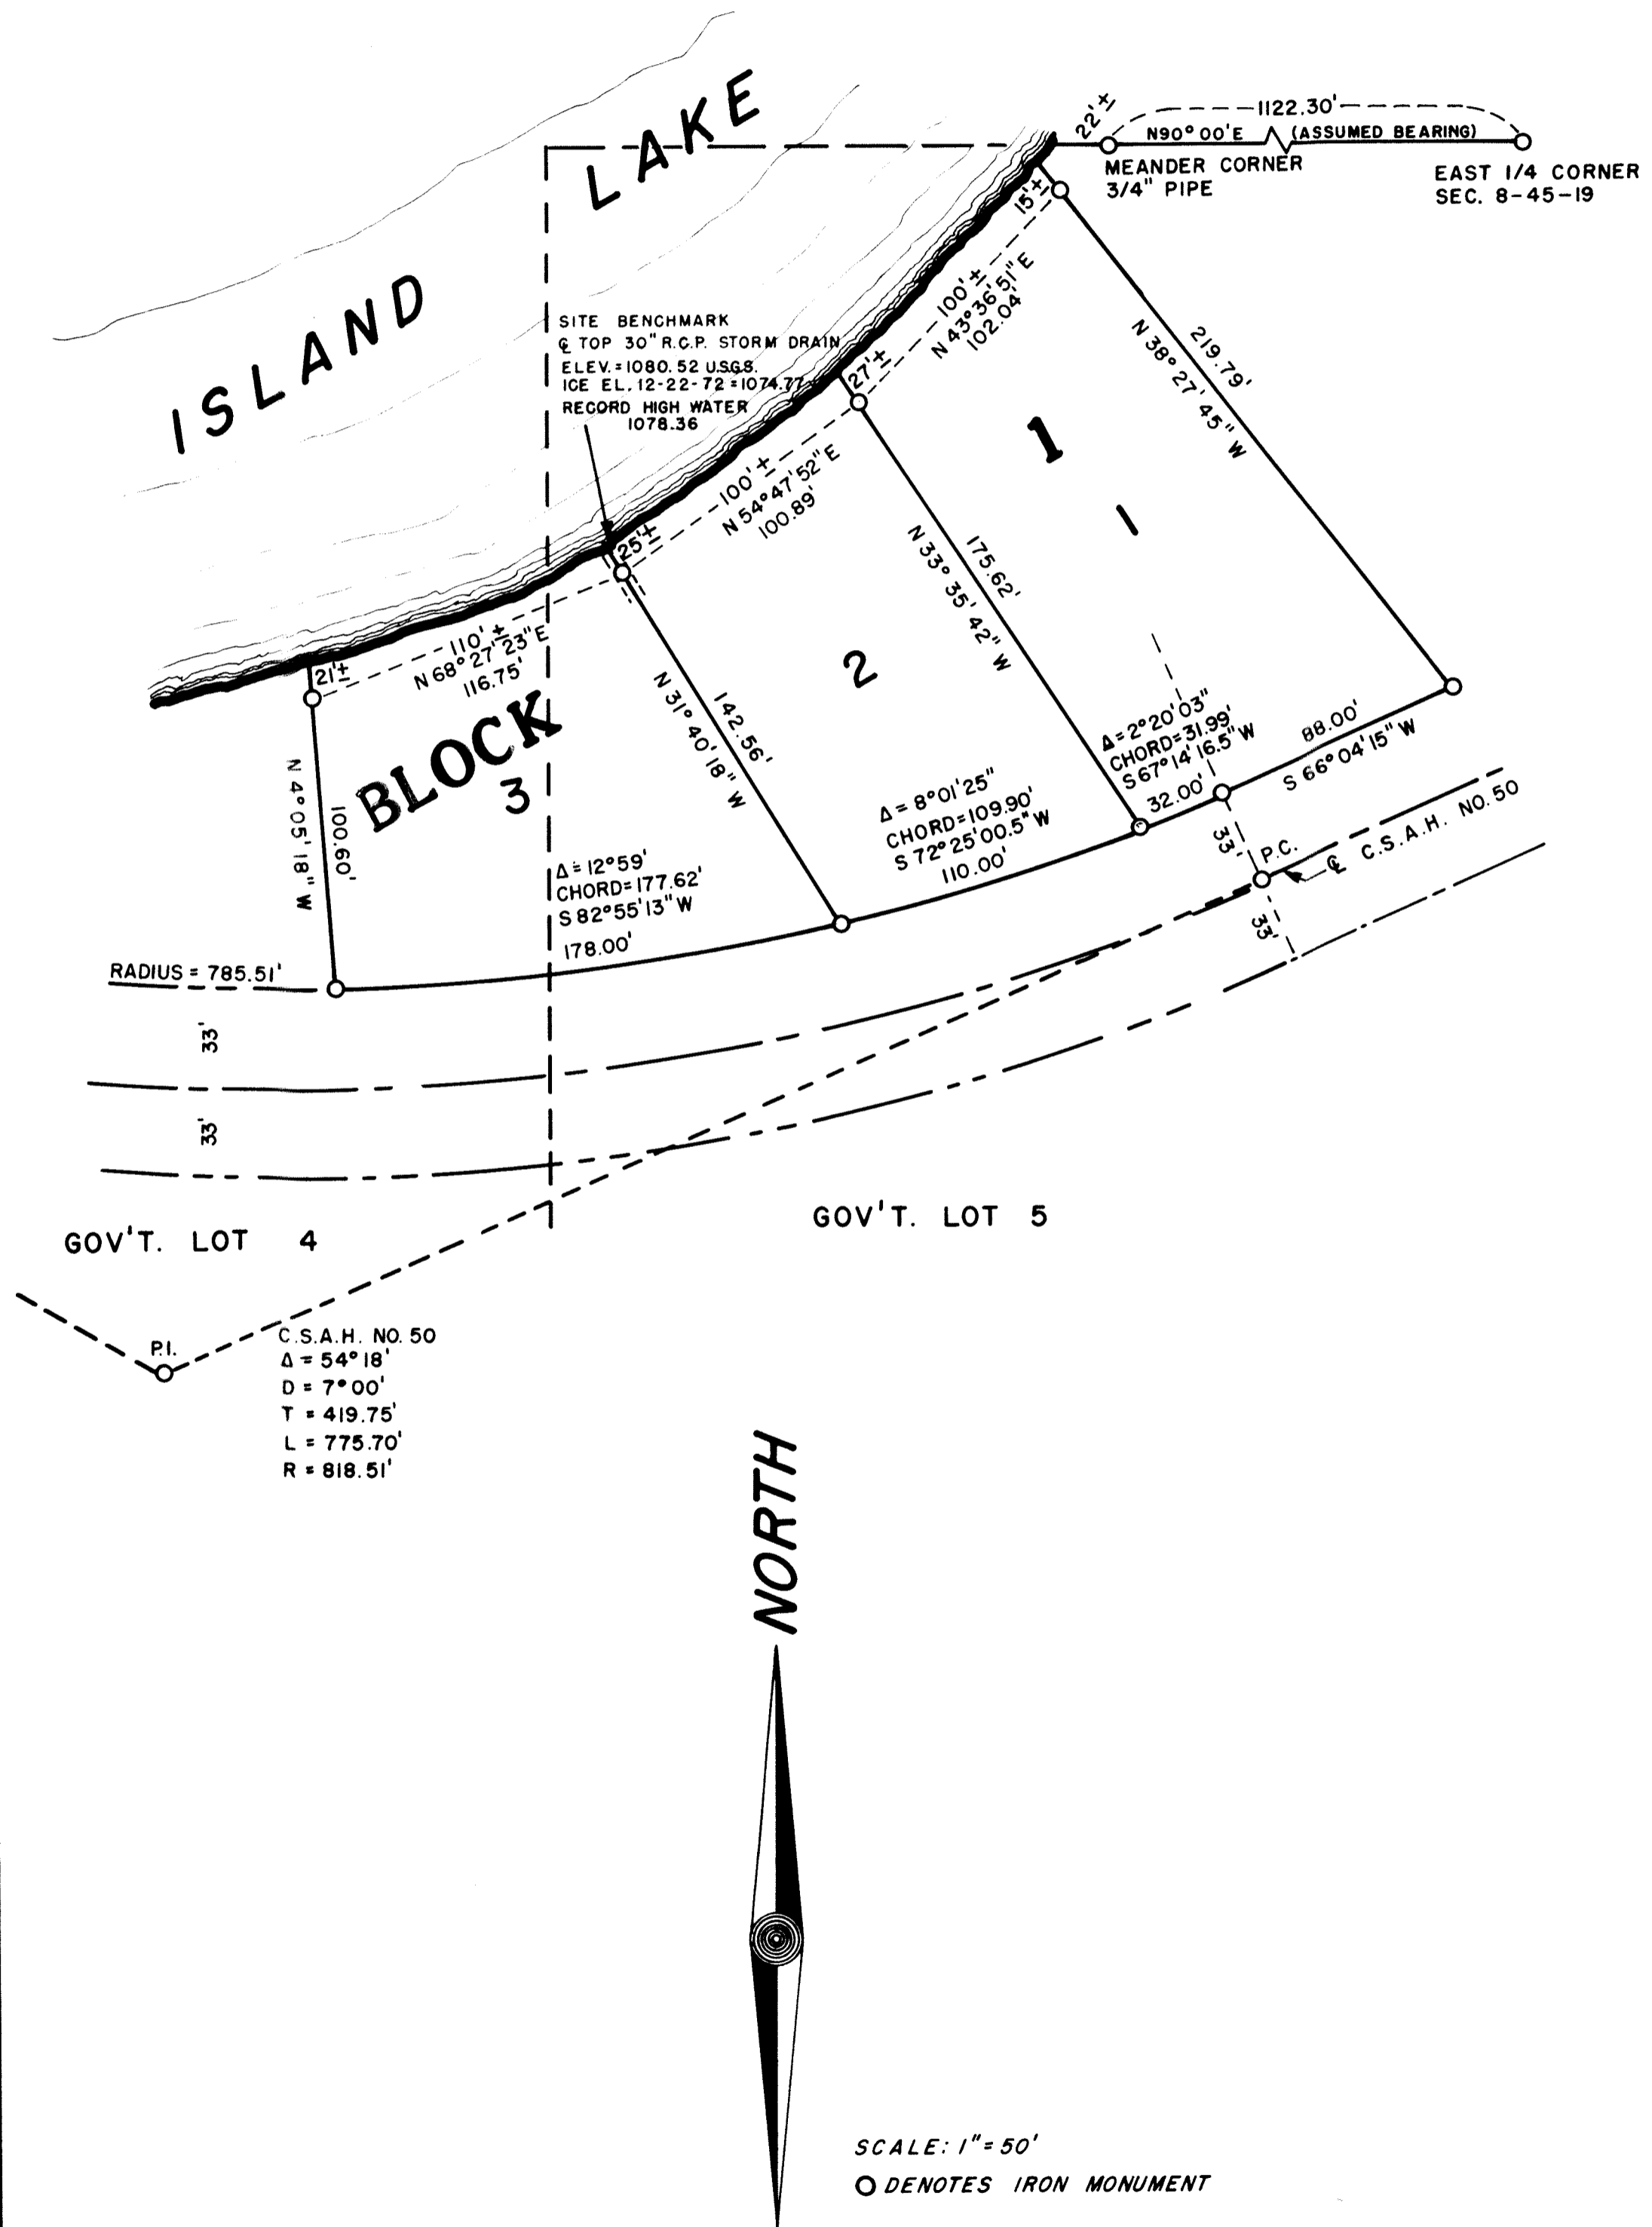 LAKE
ISLAND
22'±
1122.30'
N90° 00'E
(ASSUMED BEARING)
MEANDER CORNER
3/4" PIPE
EAST 1/4 CORNER
SEC. 8-45-19
15'±
SITE BENCHMARK
℄ TOP 30" R.C.P. STORM DRAIN
ELEV.=1080.52 U.S.G.S.
ICE EL. 12-22-72=1074.77
RECORD HIGH WATER
1078.36
100'±
N 43° 36' 51" E
102.04'
219.79'
N 38° 27' 45" W
27'±
1
100'±
N 54° 47' 52" E
100.89'
25'±
175.62'
N 33° 35' 42" W
2
110'±
N 68° 27' 23" E
116.75'
21'±
BLOCK
3
142.56'
N 31° 40' 18" W
N 4° 05' 18" W
100.60'
Δ=2°20'03"
CHORD=31.99'
S 67° 14' 16.5" W
32.00'
88.00'
S 66° 04' 15" W
Δ= 8°01'25"
CHORD=109.90'
S 72° 25' 00.5" W
110.00'
Δ=12°59'
CHORD=177.62'
S 82°55'13" W
178.00'
33'
P.C.
℄ C.S.A.H. NO. 50
33'
RADIUS = 785.51'
33'
33'
GOV'T. LOT 4
GOV'T. LOT 5
P.I.
C.S.A.H. NO. 50
Δ = 54° 18'
D = 7° 00'
T = 419.75'
L = 775.70'
R = 818.51'
NORTH
SCALE: 1" = 50'
O DENOTES IRON MONUMENT